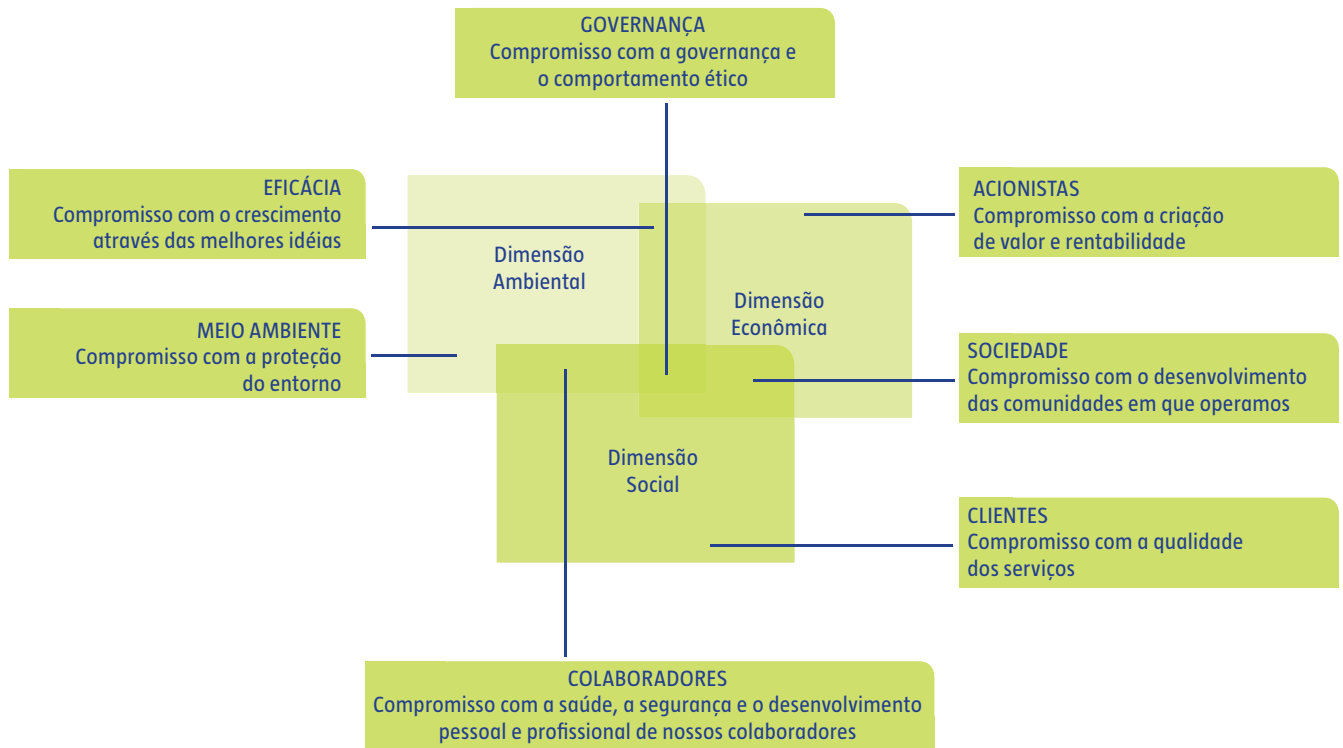 GOVERNANÇA
Compromisso com a governança e
o comportamento ético
EFICÁCIA
Compromisso com o crescimento
através das melhores idéias
ACIONISTAS
Compromisso com a criação
de valor e rentabilidade
Dimensão
Ambiental
Dimensão
Econômica
MEIO AMBIENTE
Compromisso com a proteção
do entorno
SOCIEDADE
Compromisso com o desenvolvimento
das comunidades em que operamos
Dimensão
Social
CLIENTES
Compromisso com a qualidade
dos serviços
COLABORADORES
Compromisso com a saúde, a segurança e o desenvolvimento
pessoal e profissional de nossos colaboradores